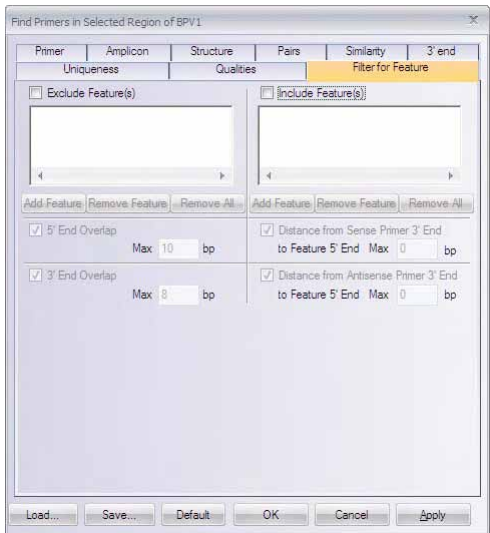 Find Primers in Selected Region of BPV1
Primer Amplicon Structure Pairs Similarity 3' end
Uniqueness Qualities Filter for Feature
Exclude Feature(s) Include Feature(s)
Add Feature Remove Feature Remove All Add Feature Remove Feature Remove All
5' End Overlap Distance from Sense Primer 3' End
Max 10 bp to Feature 5' End Max 0 bp
3' End Overlap Distance from Antisense Primer 3' End
Max 8 bp to Feature 5' End Max 0 bp
Load... Save... Default OK Cancel Apply